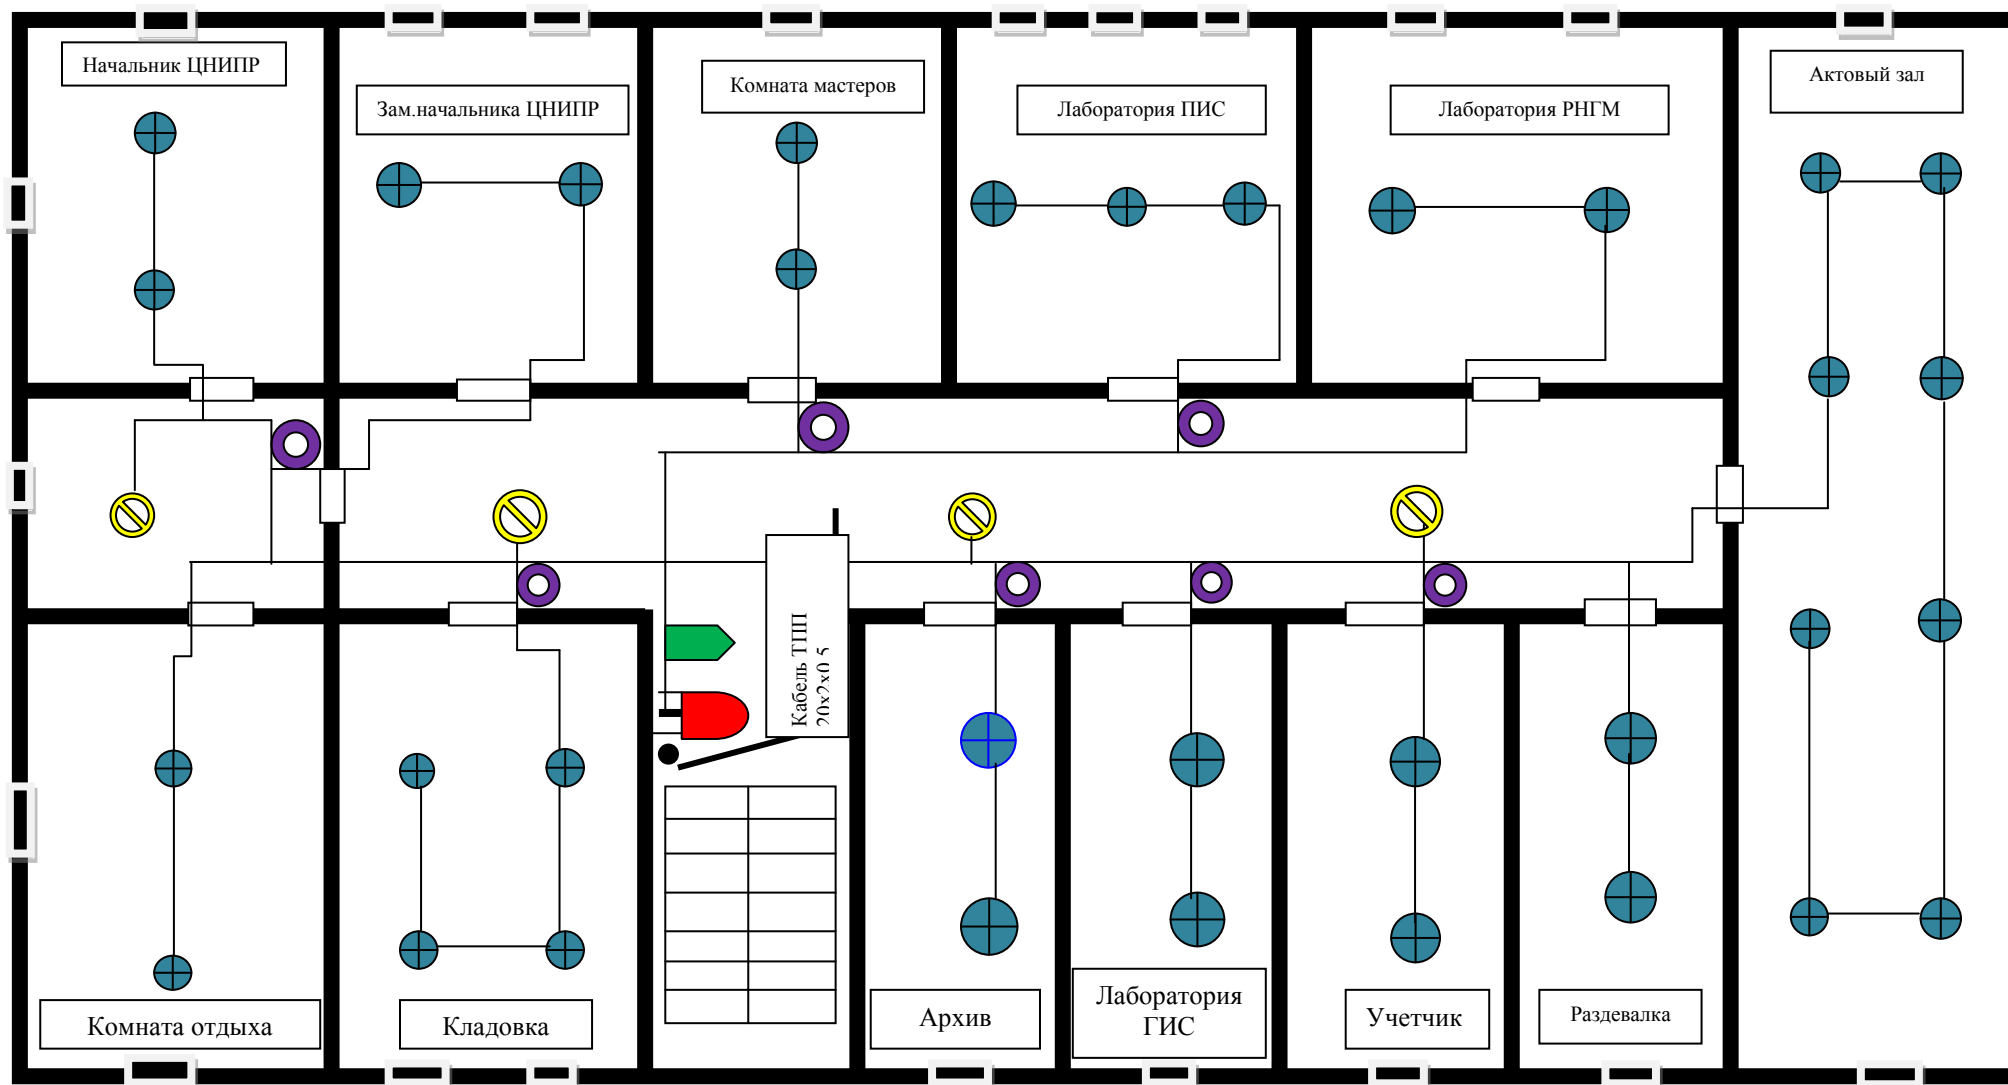 Начальник ЦНИПР
Зам.начальника ЦНИПР
Комната мастеров
Лаборатория ПИС
Лаборатория РНГМ
Актовый зал
Кабель ТПП
20х2х0.5
Комната отдыха
Кладовка
Архив
Лаборатория
ГИС
Учетчик
Раздевалка